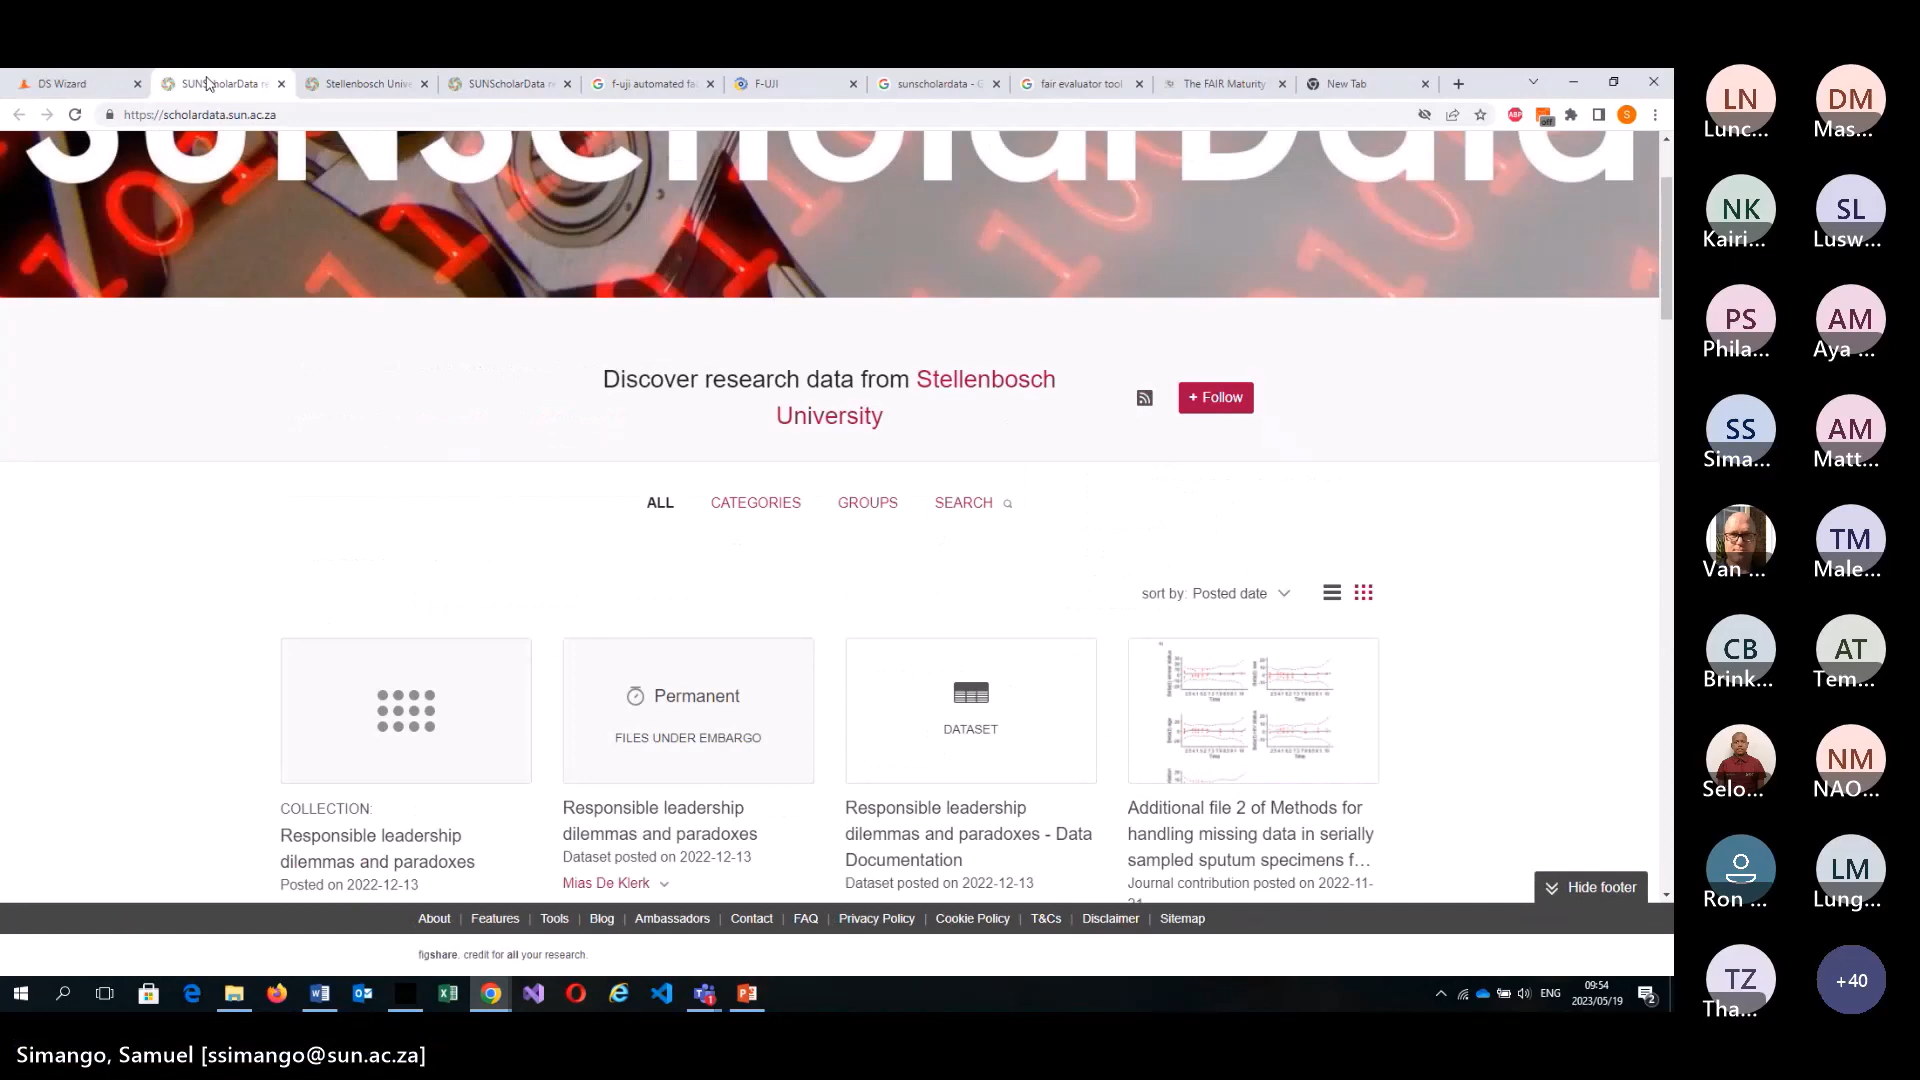 DS Wizard
SUNScholarData re
Stellenbosch Unive
SUNScholarData re
f-uji automated fai
F-UJI
sunscholardata - G
fair evaluator tool
The FAIR Maturity
New Tab
https://scholardata.sun.ac.za
ABP
off
S
SUNScholarData
Discover research data from Stellenbosch
University
+ Follow
ALL
CATEGORIES
GROUPS
SEARCH
sort by: Posted date
Permanent
FILES UNDER EMBARGO
DATASET
COLLECTION:
Responsible leadership
dilemmas and paradoxes
Posted on 2022-12-13
Responsible leadership
dilemmas and paradoxes
Dataset posted on 2022-12-13
Mias De Klerk
Responsible leadership
dilemmas and paradoxes - Data
Documentation
Dataset posted on 2022-12-13
Additional file 2 of Methods for
handling missing data in serially
sampled sputum specimens f...
Journal contribution posted on 2022-11-
Hide footer
About | Features | Tools | Blog | Ambassadors | Contact | FAQ | Privacy Policy | Cookie Policy | T&Cs | Disclaimer | Sitemap
figshare. credit for all your research.
ENG
09:54
2023/05/19
2
LN
Lunc...
DM
Mas...
NK
Kairi...
SL
Lusw...
PS
Phila...
AM
Aya ...
SS
Sima...
AM
Matt...
Van ...
TM
Male...
CB
Brink...
AT
Tem...
Selo...
NM
NAO...
Ron ...
LM
Lung...
TZ
Tha...
+40
Simango, Samuel [ssimango@sun.ac.za]